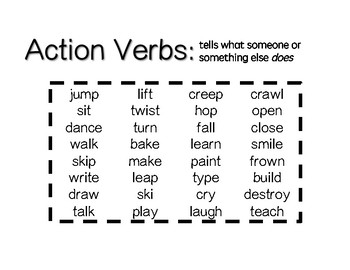 Action Verbs: tells what someone or
something else does
jump lift creep crawl
sit twist hop open
dance turn fall close
walk bake learn smile
skip make paint frown
write leap type build
draw ski cry destroy
talk play laugh teach